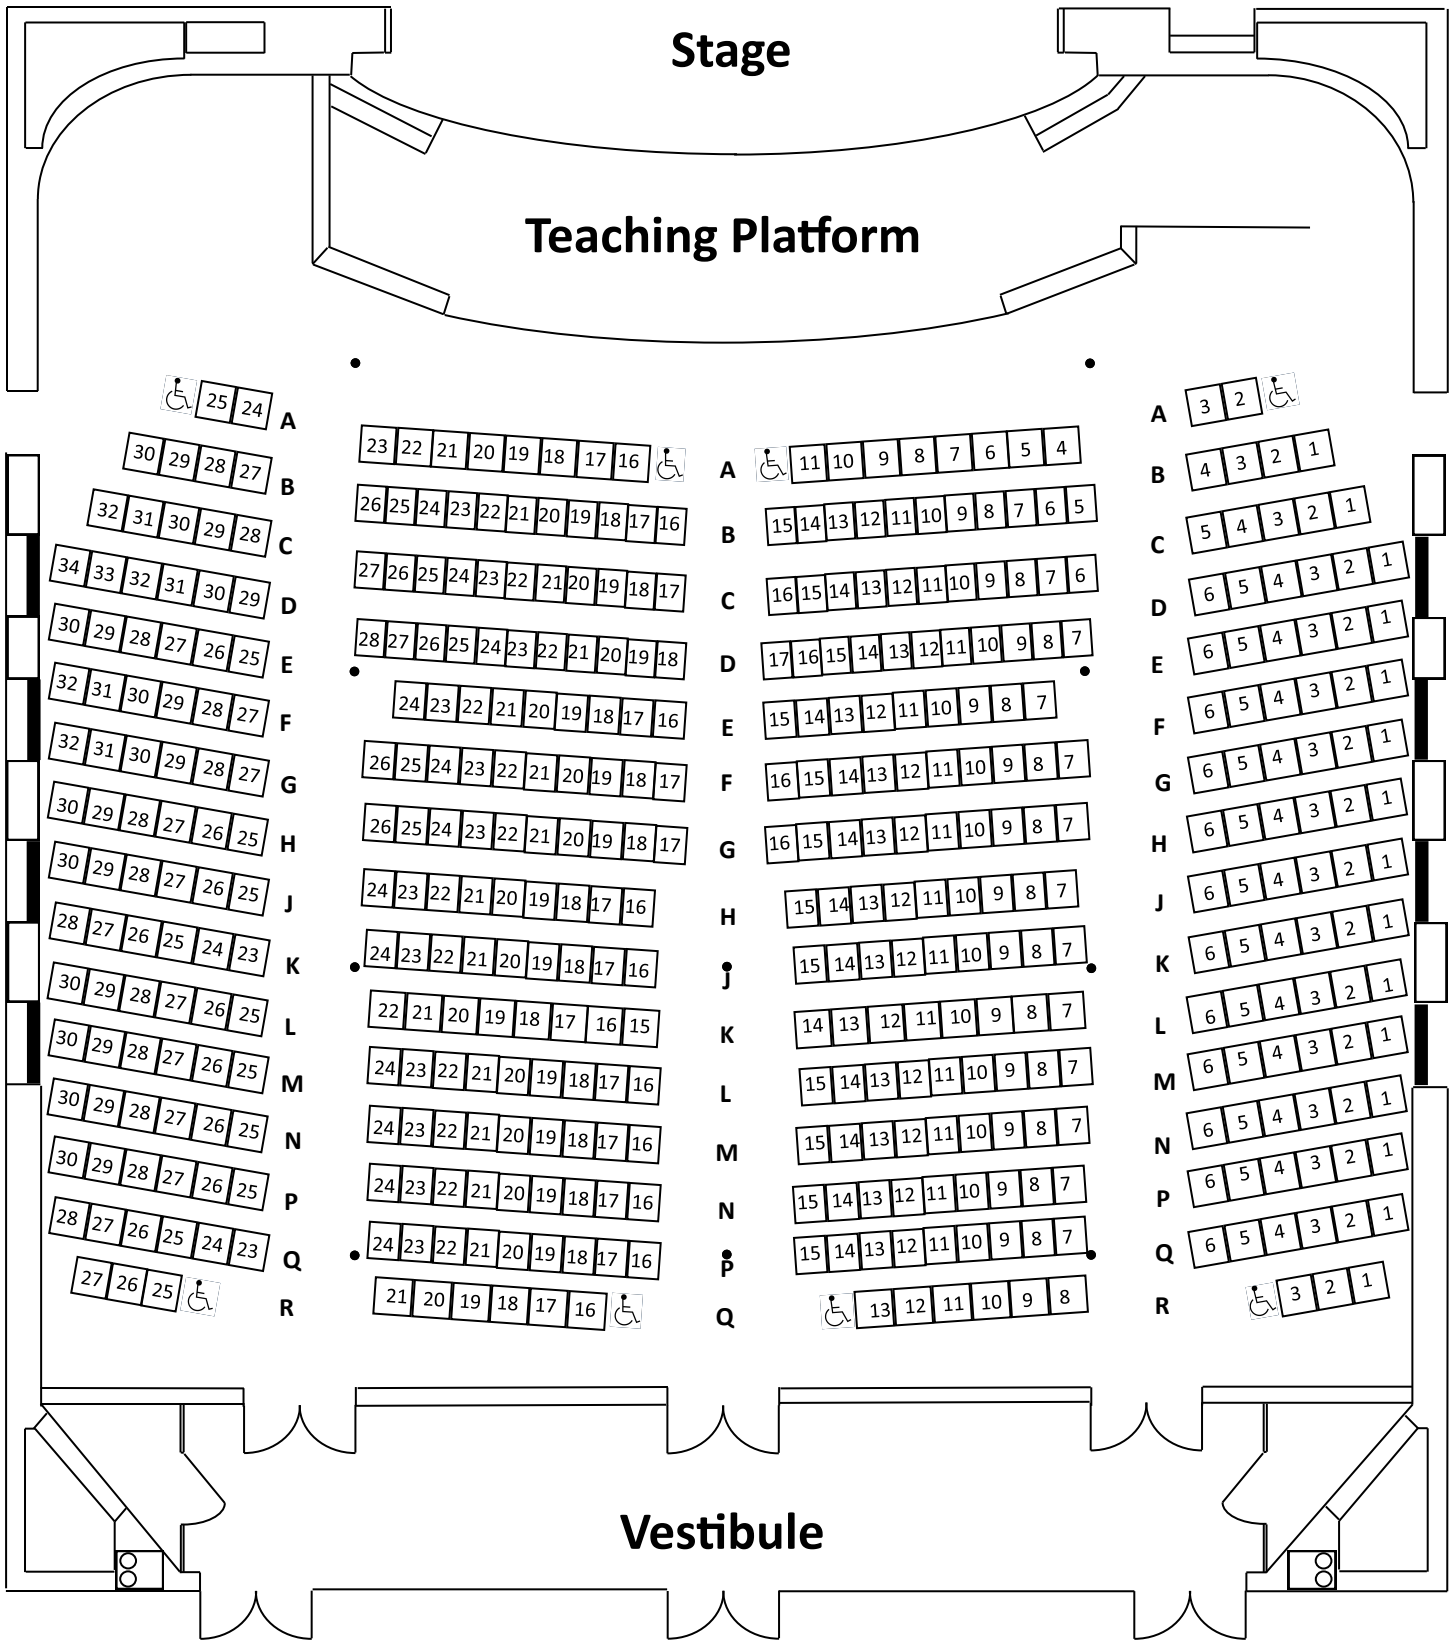 Stage
Teaching Platform
25 24 A
A 3 2
23 22 21 20 19 18 17 16 A 11 10 9 8 7 6 5 4
30 29 28 27 B
B 4 3 2 1
26 25 24 23 22 21 20 19 18 17 16 B 15 14 13 12 11 10 9 8 7 6 5
32 31 30 29 28 C
C 5 4 3 2 1
27 26 25 24 23 22 21 20 19 18 17 C 16 15 14 13 12 11 10 9 8 7 6
34 33 32 31 30 29 D
D 6 5 4 3 2 1
28 27 26 25 24 23 22 21 20 19 18 D 17 16 15 14 13 12 11 10 9 8 7
30 29 28 27 26 25 E
E 6 5 4 3 2 1
24 23 22 21 20 19 18 17 16 E 15 14 13 12 11 10 9 8 7
32 31 30 29 28 27 F
F 6 5 4 3 2 1
26 25 24 23 22 21 20 19 18 17 F 16 15 14 13 12 11 10 9 8 7
32 31 30 29 28 27 G
G 6 5 4 3 2 1
26 25 24 23 22 21 20 19 18 17 G 16 15 14 13 12 11 10 9 8 7
30 29 28 27 26 25 H
H 6 5 4 3 2 1
24 23 22 21 20 19 18 17 16 H 15 14 13 12 11 10 9 8 7
30 29 28 27 26 25 J
J 6 5 4 3 2 1
24 23 22 21 20 19 18 17 16 J 15 14 13 12 11 10 9 8 7
28 27 26 25 24 23 K
K 6 5 4 3 2 1
22 21 20 19 18 17 16 15 K 14 13 12 11 10 9 8 7
30 29 28 27 26 25 L
L 6 5 4 3 2 1
24 23 22 21 20 19 18 17 16 L 15 14 13 12 11 10 9 8 7
30 29 28 27 26 25 M
M 6 5 4 3 2 1
24 23 22 21 20 19 18 17 16 M 15 14 13 12 11 10 9 8 7
30 29 28 27 26 25 N
N 6 5 4 3 2 1
24 23 22 21 20 19 18 17 16 N 15 14 13 12 11 10 9 8 7
30 29 28 27 26 25 P
P 6 5 4 3 2 1
24 23 22 21 20 19 18 17 16 P 15 14 13 12 11 10 9 8 7
28 27 26 25 24 23 Q
Q 6 5 4 3 2 1
21 20 19 18 17 16 Q 13 12 11 10 9 8
27 26 25 R
R 3 2 1
Vestibule